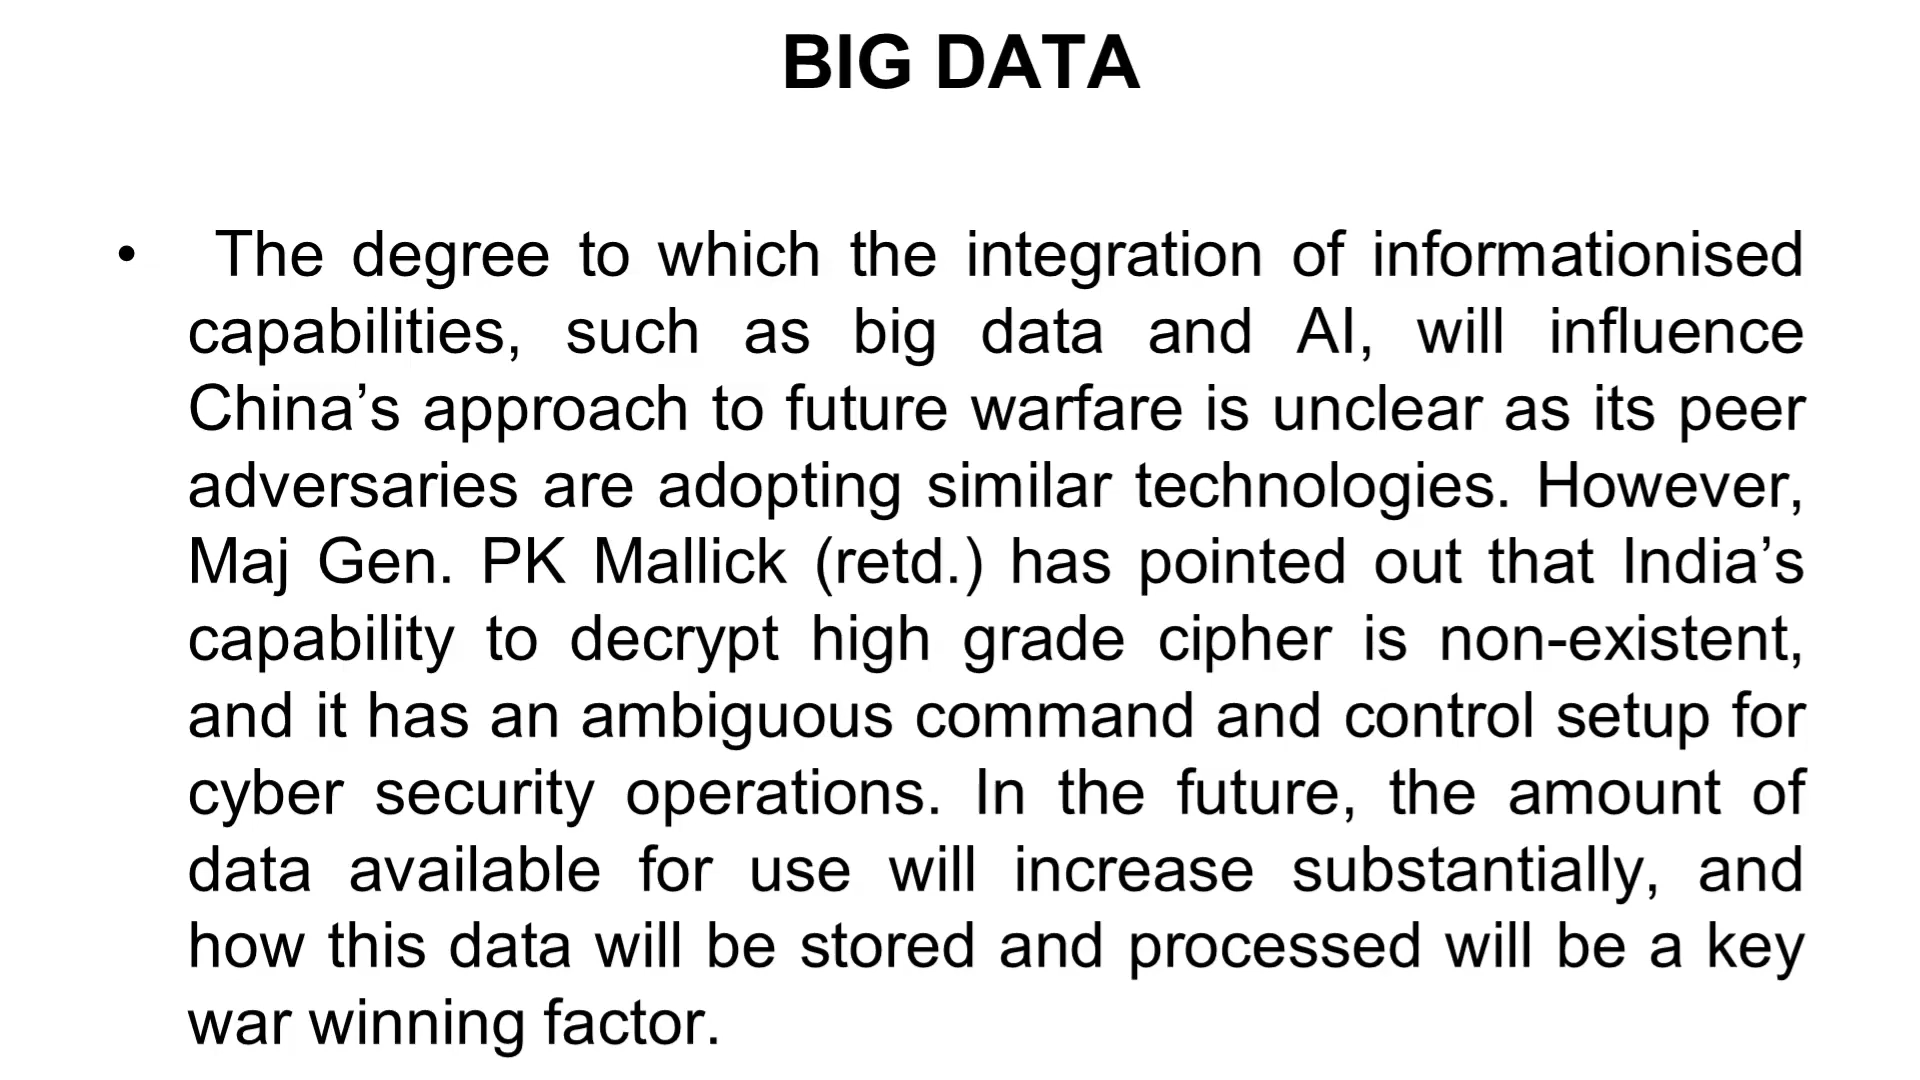 BIG DATA
• The degree to which the integration of informationised
capabilities, such as big data and AI, will influence
China’s approach to future warfare is unclear as its peer
adversaries are adopting similar technologies. However,
Maj Gen. PK Mallick (retd.) has pointed out that India’s
capability to decrypt high grade cipher is non-existent,
and it has an ambiguous command and control setup for
cyber security operations. In the future, the amount of
data available for use will increase substantially, and
how this data will be stored and processed will be a key
war winning factor.